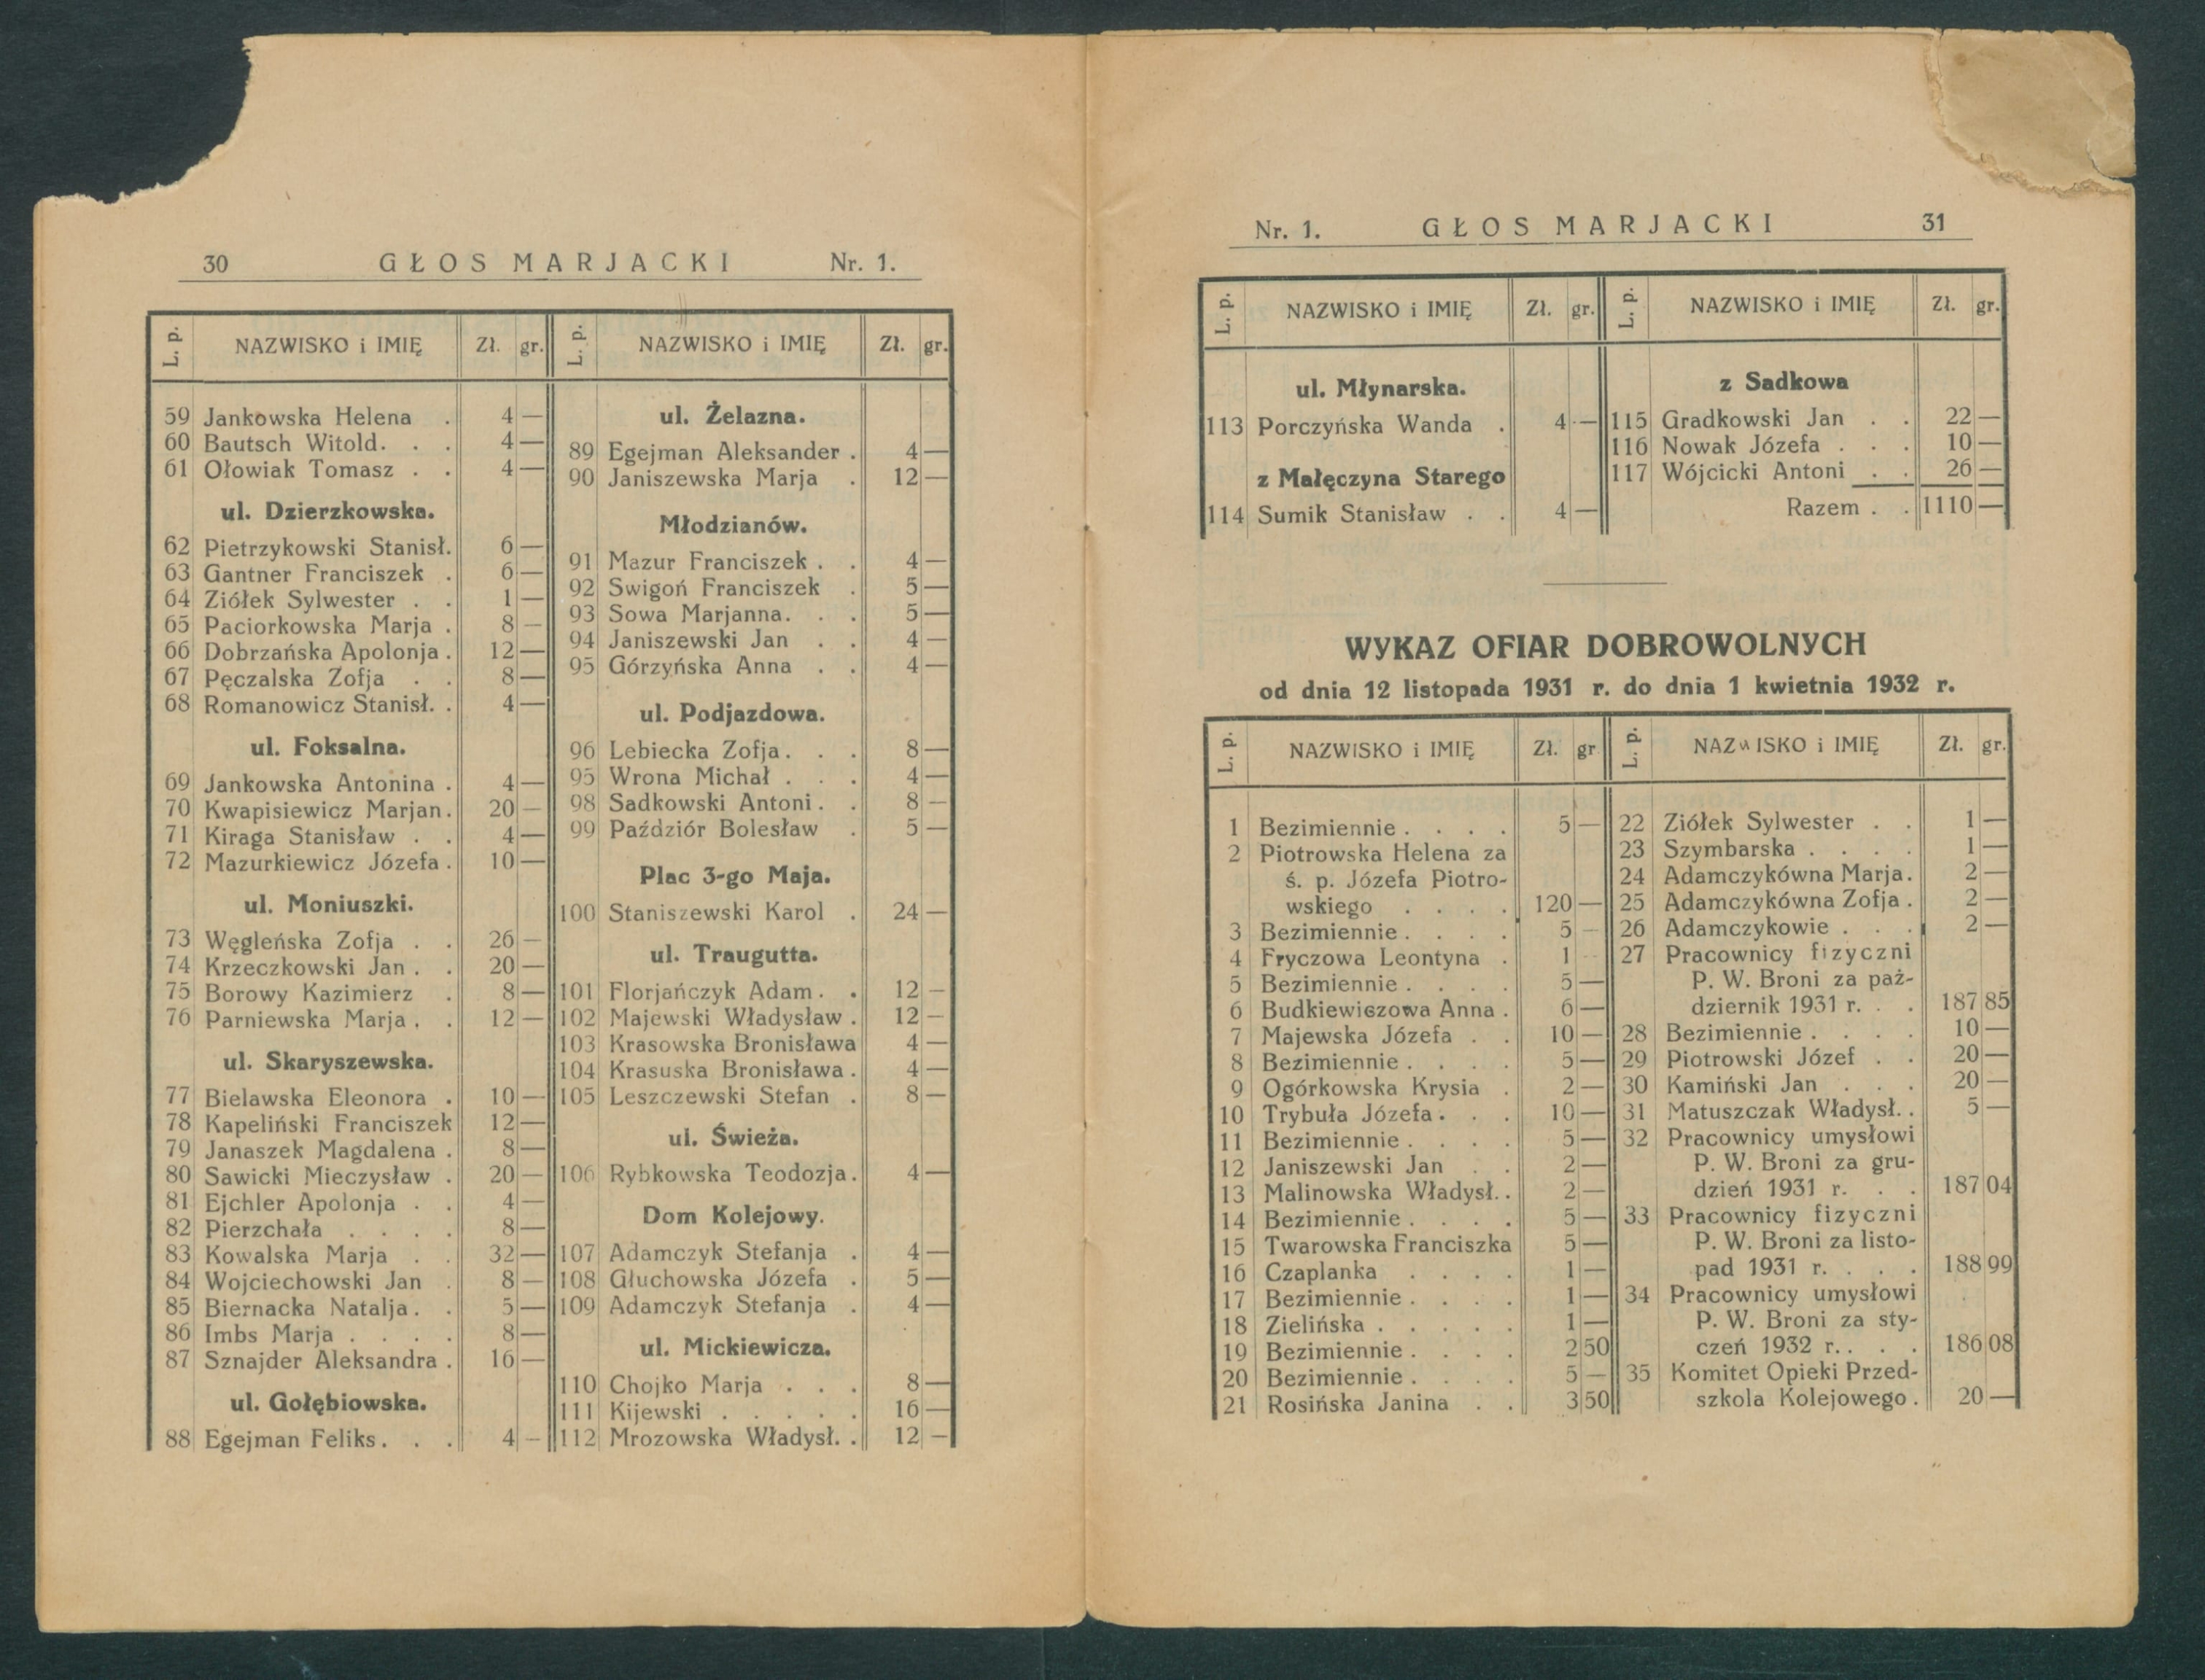 30 GŁOS MARJACKI Nr. 1.
L. p. NAZWISKO i IMIĘ Zł. gr.
59 Jankowska Helena . 4 —
60 Bautsch Witold. . . 4 —
61 Ołowiak Tomasz . . 4 —
ul. Dzierzkowska.
62 Pietrzykowski Stanisł. 6 —
63 Gantner Franciszek . 6 —
64 Ziółek Sylwester . . 1 —
65 Paciorkowska Marja . 8 —
66 Dobrzańska Apolonja . 12 —
67 Pęczalska Zofja . . 8 —
68 Romanowicz Stanisł. . 4 —
ul. Foksalna.
69 Jankowska Antonina . 4 —
70 Kwapisiewicz Marjan. 20 —
71 Kiraga Stanisław . . 4 —
72 Mazurkiewicz Józefa . 10 —
ul. Moniuszki.
73 Węgleńska Zofja . . 26 —
74 Krzeczkowski Jan . . 20 —
75 Borowy Kazimierz . 8 —
76 Parniewska Marja . . 12 —
ul. Skaryszewska.
77 Bielawska Eleonora . 10 —
78 Kapeliński Franciszek 12 —
79 Janaszek Magdalena . 8 —
80 Sawicki Mieczysław . 20 —
81 Ejchler Apolonja . . 4 —
82 Pierzchała . . . . 8 —
83 Kowalska Marja . . 32 —
84 Wojciechowski Jan . 8 —
85 Biernacka Natalja . . 5 —
86 Imbs Marja . . . . 8 —
87 Sznajder Aleksandra . 16 —
ul. Gołębiowska.
88 Egejman Feliks . . . 4 —
L. p. NAZWISKO i IMIĘ Zł. gr.
ul. Żelazna.
89 Egejman Aleksander . 4 —
90 Janiszewska Marja . 12 —
Młodzianów.
91 Mazur Franciszek . . 4 —
92 Swigoń Franciszek . 5 —
93 Sowa Marjanna. . . 5 —
94 Janiszewski Jan . . 4 —
95 Górzyńska Anna . . 4 —
ul. Podjazdowa.
96 Lebiecka Zofja . . . 8 —
95 Wrona Michał . . . 4 —
98 Sadkowski Antoni . . 8 —
99 Paździór Bolesław . 5 —
Plac 3-go Maja.
100 Staniszewski Karol . 24 —
ul. Traugutta.
101 Florjańczyk Adam . . 12 —
102 Majewski Władysław . 12 —
103 Krasowska Bronisława 4 —
104 Krasuska Bronisława . 4 —
105 Leszczewski Stefan . 8 —
ul. Świeża.
106 Rybkowska Teodozja . 4 —
Dom Kolejowy.
107 Adamczyk Stefanja . 4 —
108 Głuchowska Józefa . 5 —
109 Adamczyk Stefanja . 4 —
ul. Mickiewicza.
110 Chojko Marja . . . 8 —
111 Kijewski . . . . . 16 —
112 Mrozowska Władysł. . 12 —
Nr. 1. GŁOS MARJACKI 31
L. p. NAZWISKO i IMIĘ Zł. gr.
ul. Młynarska.
113 Porczyńska Wanda . 4 —
z Małęczyna Starego
114 Sumik Stanisław . . 4 —
L. p. NAZWISKO i IMIĘ Zł. gr.
z Sadkowa
115 Gradkowski Jan . . 22 —
116 Nowak Józefa . . . 10 —
117 Wójcicki Antoni . . 26 —
Razem . . 1110 —
WYKAZ OFIAR DOBROWOLNYCH
od dnia 12 listopada 1931 r. do dnia 1 kwietnia 1932 r.
L. p. NAZWISKO i IMIĘ Zł. gr
1 Bezimiennie . . . . 5 —
2 Piotrowska Helena za
ś. p. Józefa Piotro-
wskiego . . . . 120 —
3 Bezimiennie . . . . 5 —
4 Fryczowa Leontyna . 1 —
5 Bezimiennie . . . . 5 —
6 Budkiewiczowa Anna . 6 —
7 Majewska Józefa . . 10 —
8 Bezimiennie . . . . 5 —
9 Ogórkowska Krysia . 2 —
10 Trybuła Józefa . . . 10 —
11 Bezimiennie . . . . 5 —
12 Janiszewski Jan . . 2 —
13 Malinowska Władysł. . 2 —
14 Bezimiennie . . . . 5 —
15 Twarowska Franciszka 5 —
16 Czaplanka . . . . 1 —
17 Bezimiennie . . . . 1 —
18 Zielińska . . . . . 1 —
19 Bezimiennie . . . . 2 50
20 Bezimiennie . . . . 5 —
21 Rosińska Janina . . 3 50
L. p. NAZWISKO i IMIĘ Zł. gr.
22 Ziółek Sylwester . . 1 —
23 Szymbarska . . . . 1 —
24 Adamczykówna Marja. 2 —
25 Adamczykówna Zofja . 2 —
26 Adamczykowie . . . 2 —
27 Pracownicy fizyczni
P. W. Broni za paź-
dziernik 1931 r. . . 187 85
28 Bezimiennie . . . . 10 —
29 Piotrowski Józef . . 20 —
30 Kamiński Jan . . . 20 —
31 Matuszczak Władysł. . 5 —
32 Pracownicy umysłowi
P. W. Broni za gru-
dzień 1931 r. . . 187 04
33 Pracownicy fizyczni
P. W. Broni za listo-
pad 1931 r. . . . 188 99
34 Pracownicy umysłowi
P. W. Broni za sty-
czeń 1932 r. . . . 186 08
35 Komitet Opieki Przed-
szkola Kolejowego . 20 —